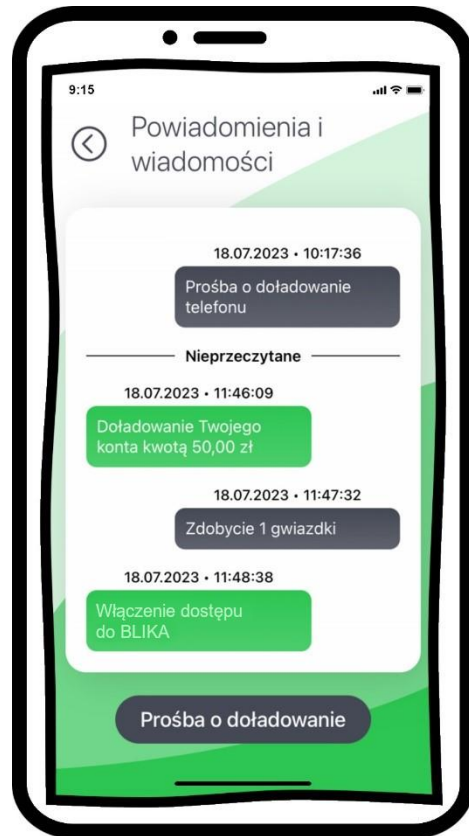 9:15
Powiadomienia i
wiadomości
18.07.2023 • 10:17:36
Prośba o doładowanie
telefonu
Nieprzeczytane
18.07.2023 • 11:46:09
Doładowanie Twojego
konta kwotą 50,00 zł
18.07.2023 • 11:47:32
Zdobycie 1 gwiazdki
18.07.2023 • 11:48:38
Włączenie dostępu
do BLIKA
Prośba o doładowanie